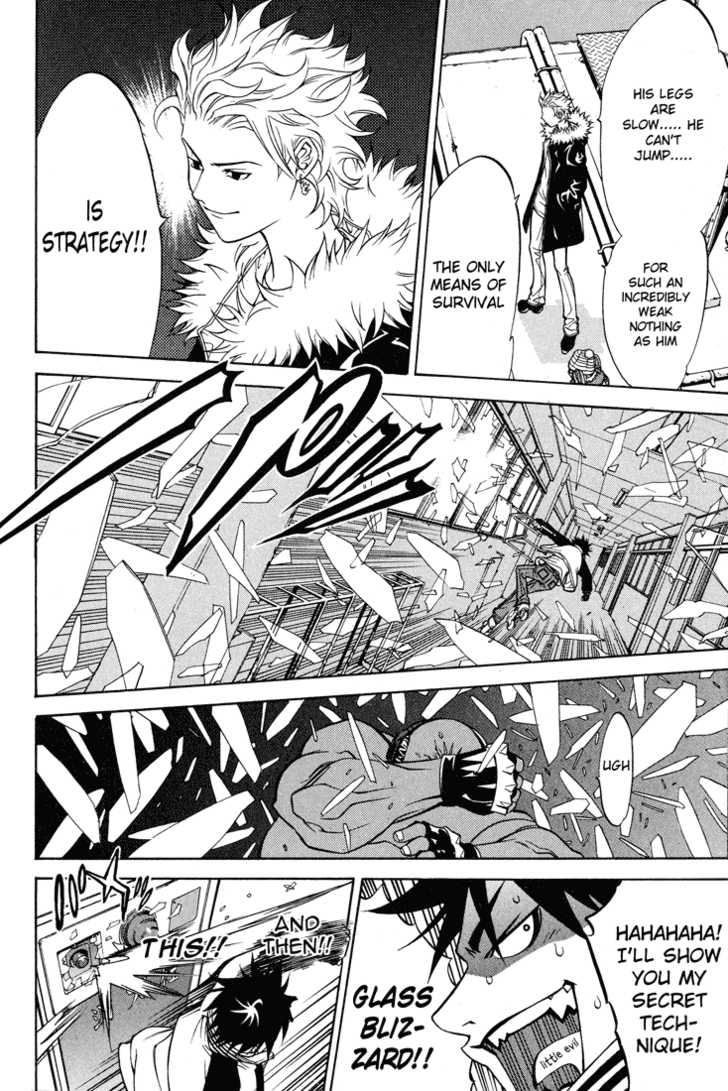 HIS LEGS
ARE
SLOW..... HE
CAN'T
JUMP.....
FOR
SUCH AN
INCREDIBLY
WEAK
NOTHING
AS HIM
THE ONLY
MEANS OF
SURVIVAL
IS
STRATEGY!!
UGH
HAHAHAHA!
I'LL SHOW
YOU MY
SECRET
TECH-
NIQUE!
little evil
GLASS
BLIZ-
ZARD!!
AND
THEN!!
THIS!!